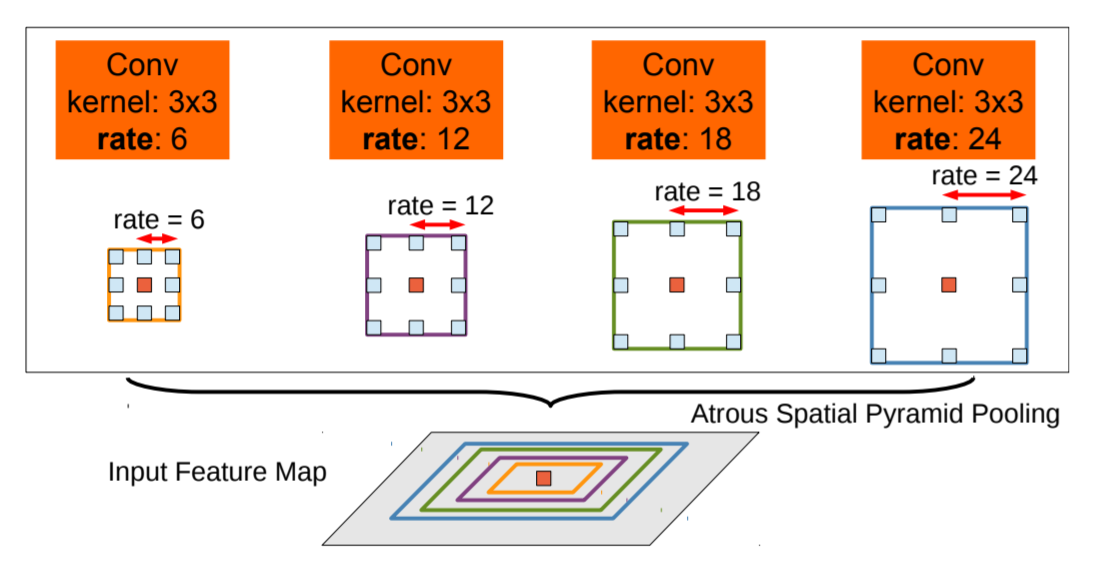 Conv
kernel: 3x3
rate: 6
Conv
kernel: 3x3
rate: 12
Conv
kernel: 3x3
rate: 18
Conv
kernel: 3x3
rate: 24
rate = 6
rate = 12
rate = 18
rate = 24
Atrous Spatial Pyramid Pooling
Input Feature Map